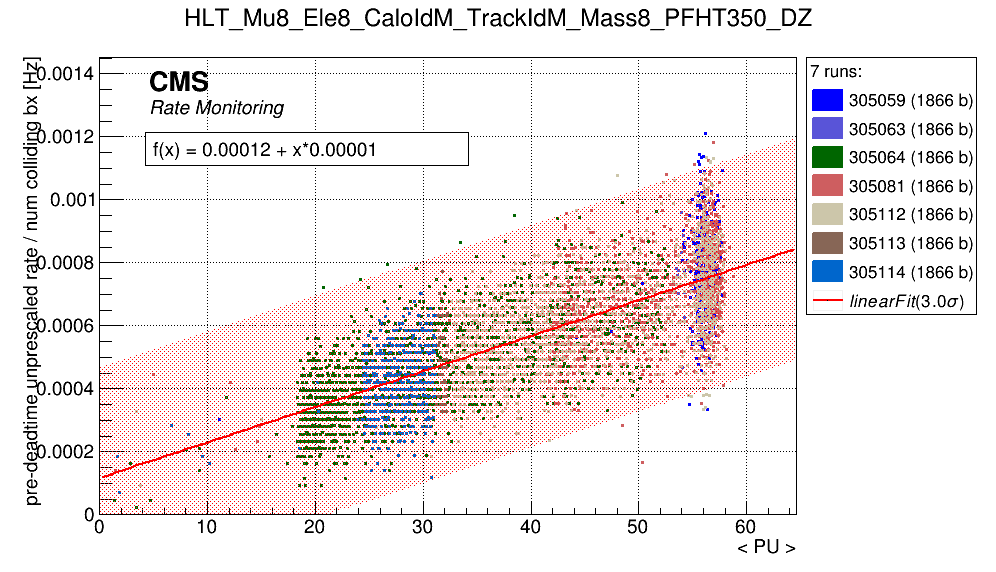 HLT_Mu8_Ele8_CaloIdM_TrackIdM_Mass8_PFHT350_DZ
pre-deadtime unprescaled rate / num colliding bx [Hz]
0.0014
0.0012
0.001
0.0008
0.0006
0.0004
0.0002
0
CMS
Rate Monitoring
f(x) = 0.00012 + x*0.00001
0 10 20 30 40 50 60
< PU >
7 runs:
305059 (1866 b)
305063 (1866 b)
305064 (1866 b)
305081 (1866 b)
305112 (1866 b)
305113 (1866 b)
305114 (1866 b)
linearFit(3.0σ)